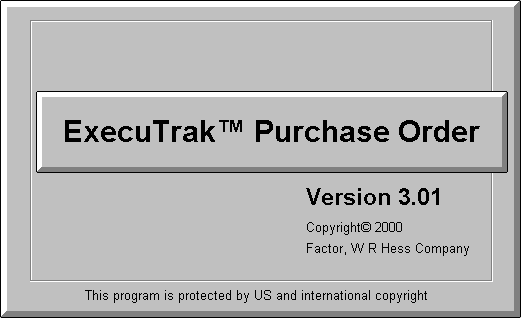 ExecuTrak™ Purchase Order
Version 3.01
Copyright© 2000
Factor, W R Hess Company
This program is protected by US and international copyright